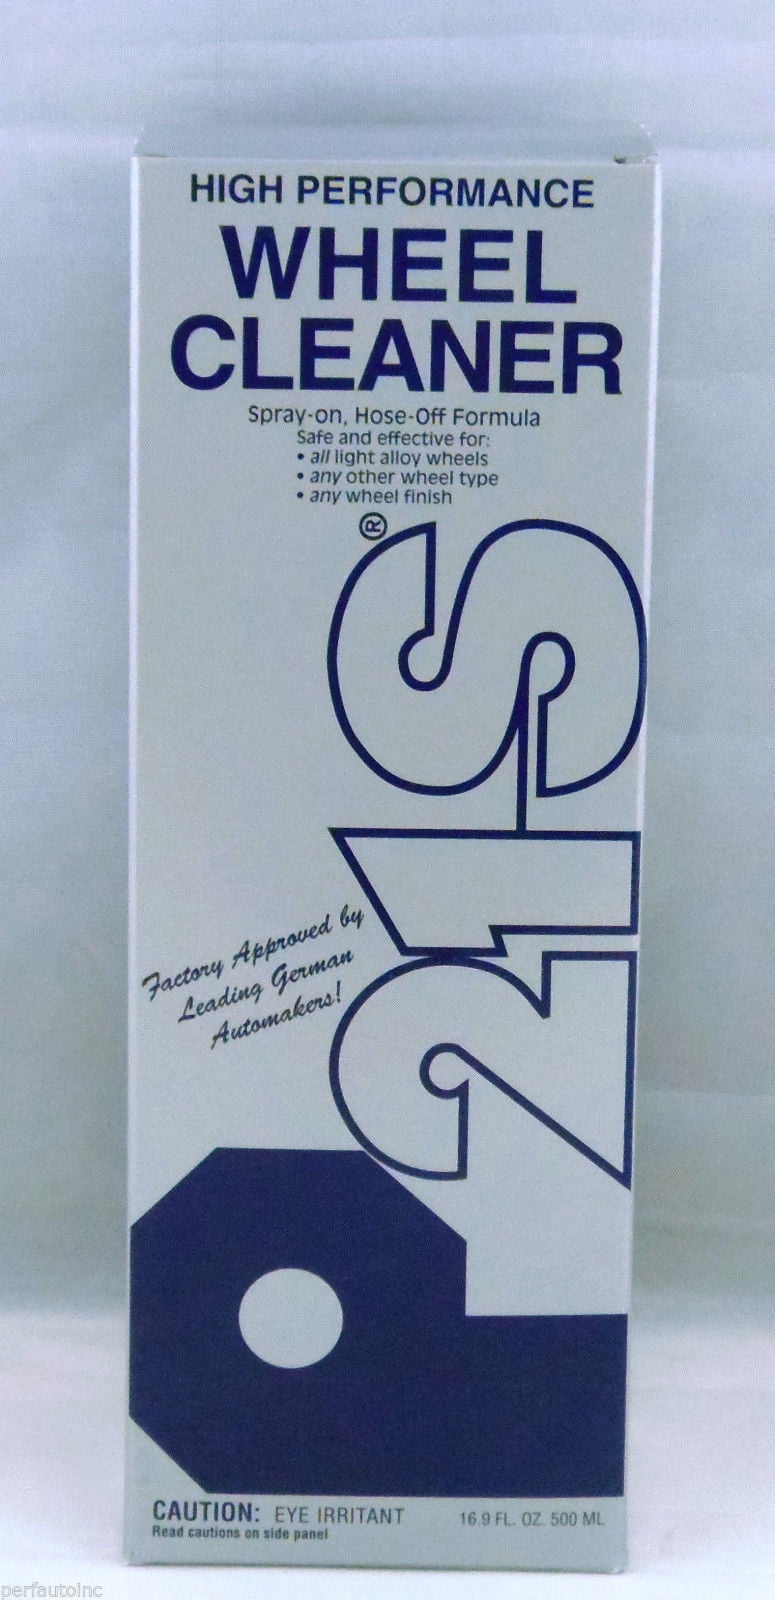 HIGH PERFORMANCE
WHEEL
CLEANER
Spray-on, Hose-Off Formula
Safe and effective for:
• all light alloy wheels
• any other wheel type
• any wheel finish
®
P21S
Factory Approved by
Leading German
Automakers!
CAUTION: EYE IRRITANT
16.9 FL. OZ. 500 ML
Read cautions on side panel
perfautoinc